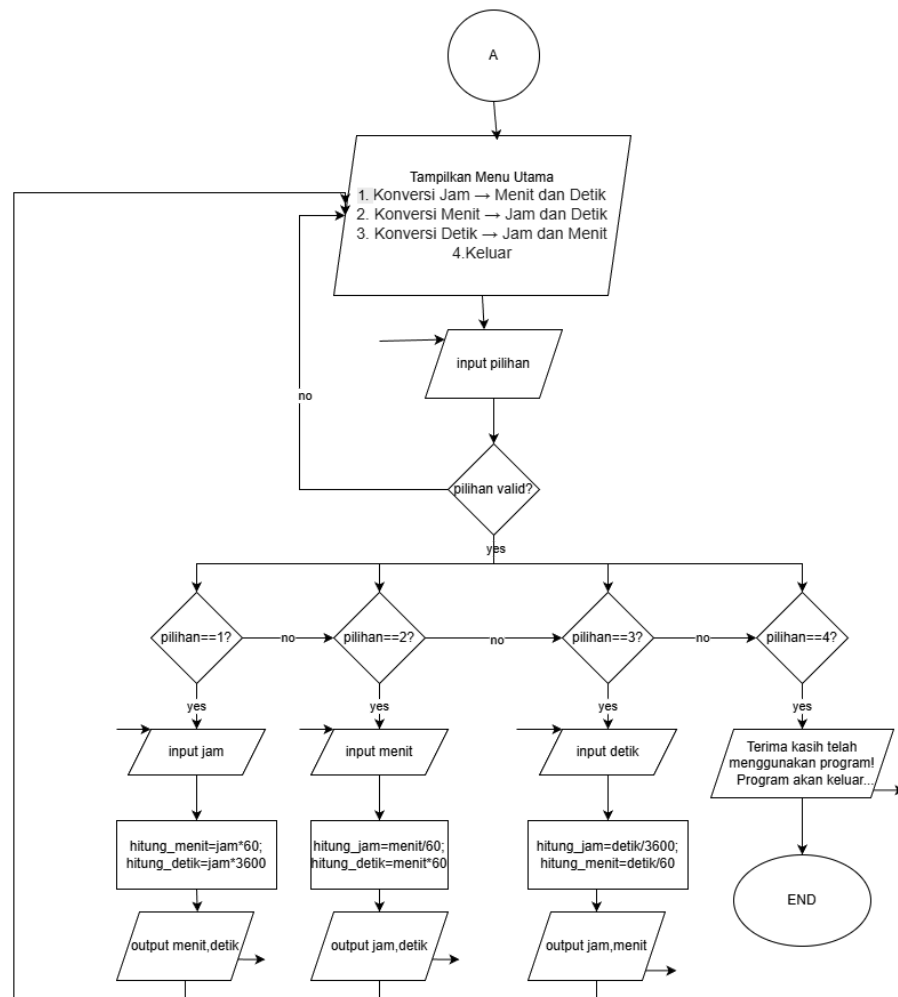 A
Tampilkan Menu Utama
1. Konversi Jam → Menit dan Detik
2. Konversi Menit → Jam dan Detik
3. Konversi Detik → Jam dan Menit
4.Keluar
input pilihan
no
pilihan valid?
yes
pilihan==1?
no
pilihan==2?
no
pilihan==3?
no
pilihan==4?
yes
yes
yes
yes
input jam
input menit
input detik
Terima kasih telah
menggunakan program!
Program akan keluar...
hitung_menit=jam*60;
hitung_detik=jam*3600
hitung_jam=menit/60;
hitung_detik=menit*60
hitung_jam=detik/3600;
hitung_menit=detik/60
END
output menit,detik
output jam,detik
output jam,menit